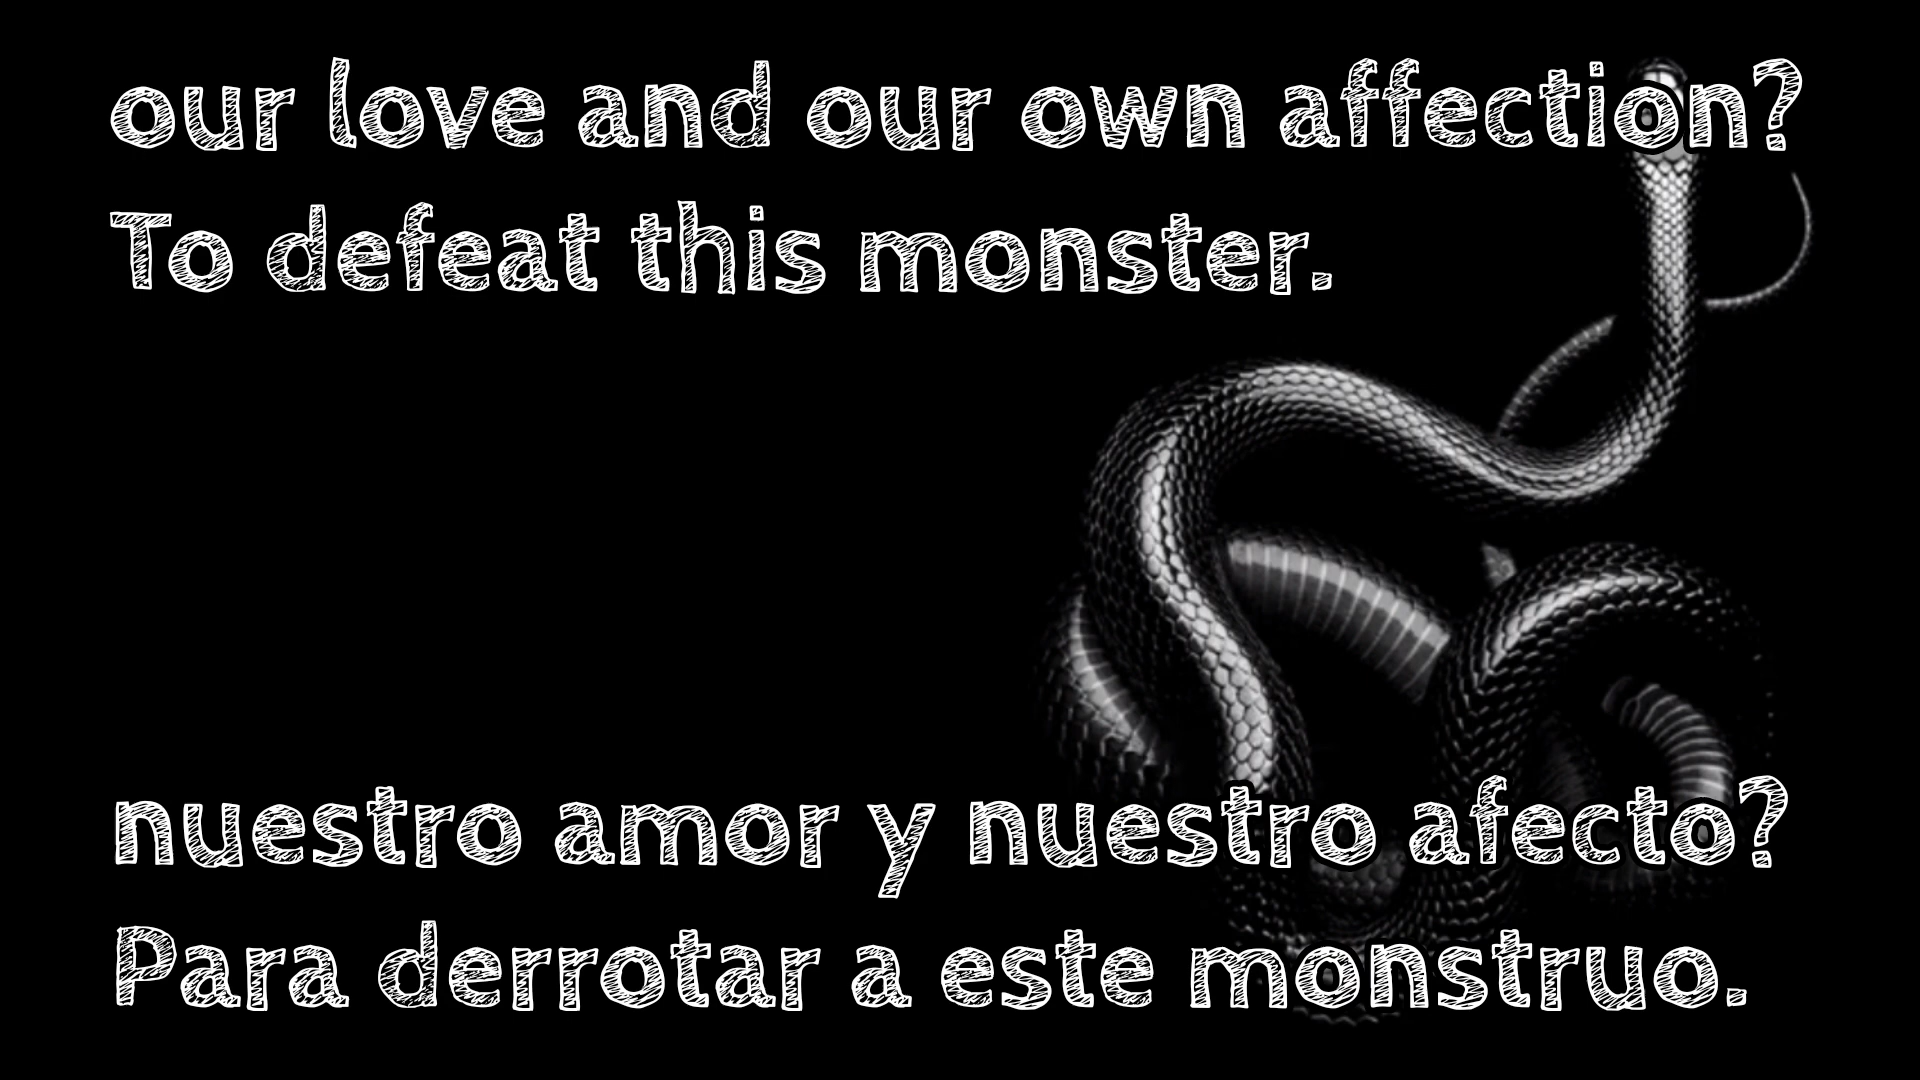 our love and our own affection?
To defeat this monster.
nuestro amor y nuestro afecto?
Para derrotar a este monstruo.